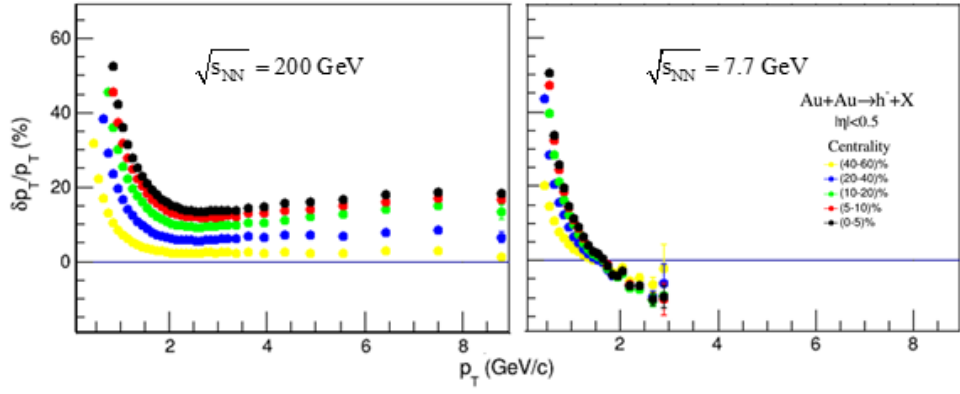 60
40
20
0
δp_T/p_T (%)
√s_NN = 200 GeV
2 4 6 8
√s_NN = 7.7 GeV
Au+Au→h⁻+X
|η|<0.5
Centrality
(40-60)%
(20-40)%
(10-20)%
(5-10)%
(0-5)%
0 2 4 6 8
p_T (GeV/c)